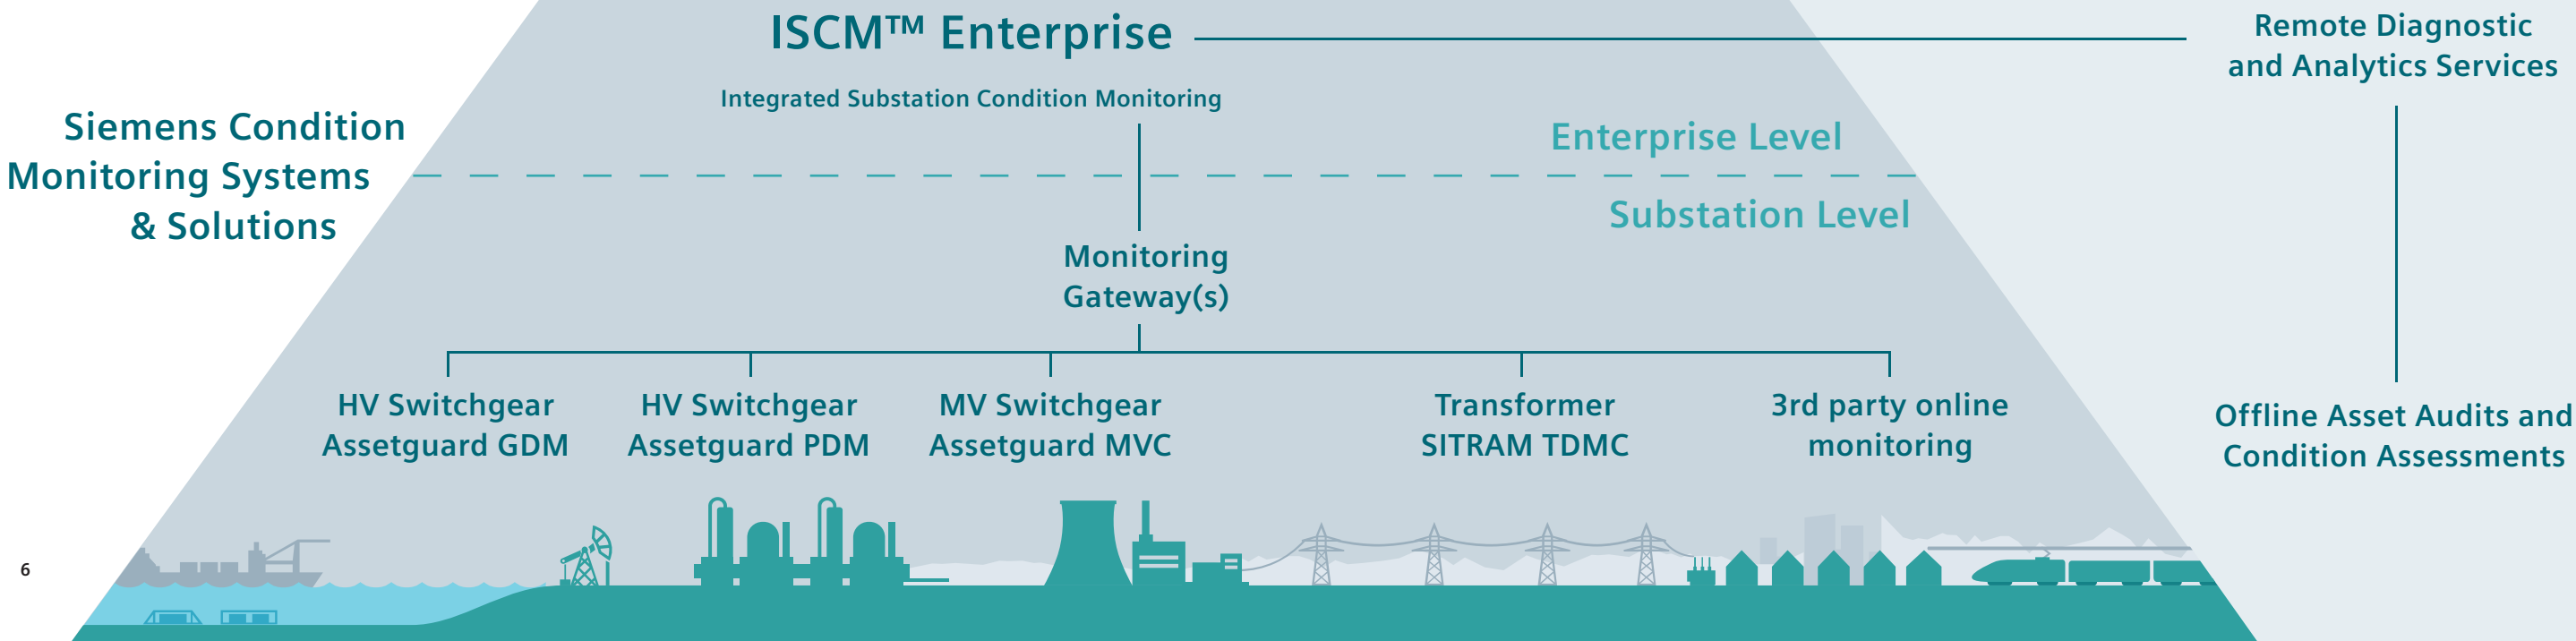 ISCM™ Enterprise
Integrated Substation Condition Monitoring
Remote Diagnostic
and Analytics Services
Siemens Condition
Monitoring Systems
& Solutions
Enterprise Level
Substation Level
Monitoring
Gateway(s)
HV Switchgear
Assetguard GDM
HV Switchgear
Assetguard PDM
MV Switchgear
Assetguard MVC
Transformer
SITRAM TDMC
3rd party online
monitoring
Offline Asset Audits and
Condition Assessments
6